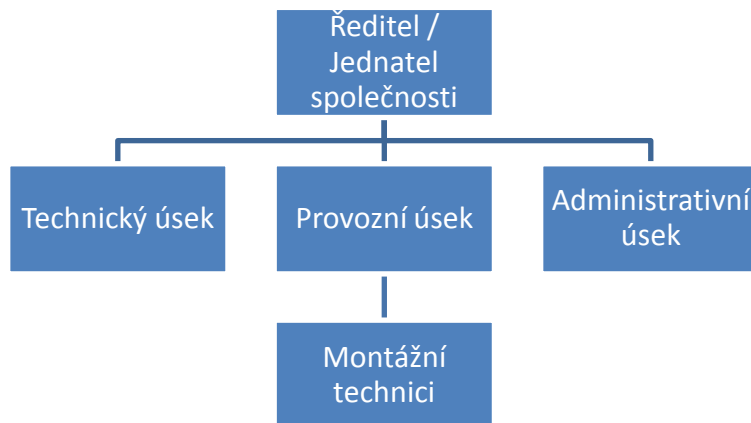 Ředitel /
Jednatel
společnosti
Technický úsek
Provozní úsek
Administrativní
úsek
Montážní
technici